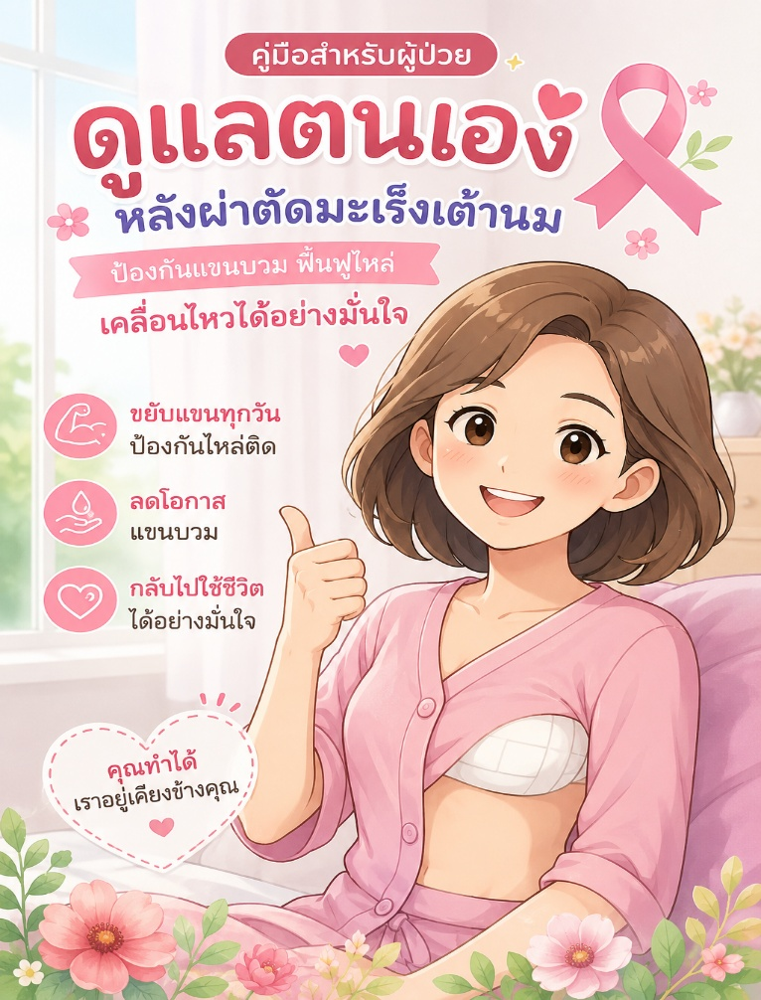 คู่มือสำหรับผู้ป่วย
ดูแลตนเอง
หลังผ่าตัดมะเร็งเต้านม
ป้องกันแขนบวม ฟื้นฟูไหล่
เคลื่อนไหวได้อย่างมั่นใจ
ขยับแขนทุกวัน
ป้องกันไหล่ติด
ลดโอกาส
แขนบวม
กลับไปใช้ชีวิต
ได้อย่างมั่นใจ
คุณทำได้
เราอยู่เคียงข้างคุณ